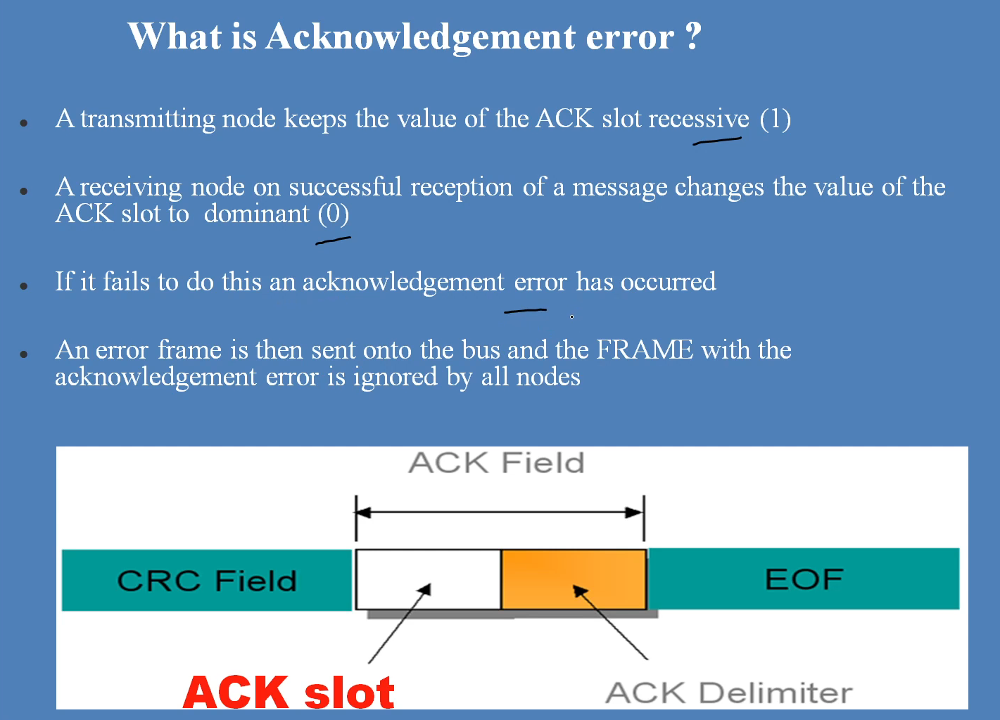 What is Acknowledgement error ?
A transmitting node keeps the value of the ACK slot recessive (1)
A receiving node on successful reception of a message changes the value of the
ACK slot to dominant (0)
If it fails to do this an acknowledgement error has occurred
An error frame is then sent onto the bus and the FRAME with the
acknowledgement error is ignored by all nodes
ACK Field
CRC Field
EOF
ACK slot
ACK Delimiter